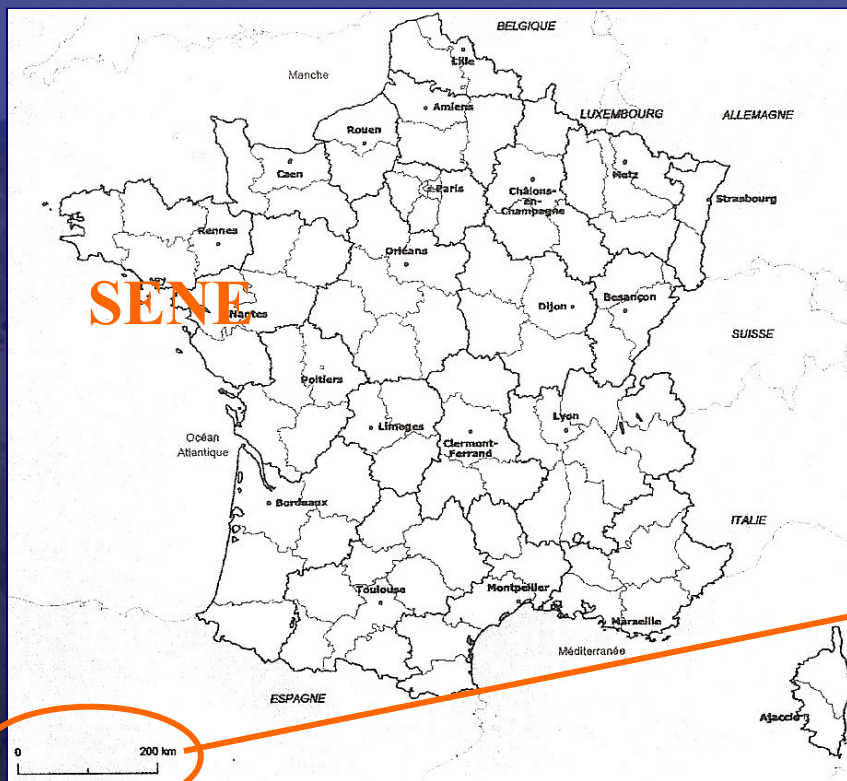 BELGIQUE
Lille
Manche
Amiens
LUXEMBOURG
ALLEMAGNE
Rouen
Caen
Paris
Châlons-
en-
Champagne
Metz
Strasbourg
Rennes
Orléans
SENE
Nantes
Dijon
Besançon
SUISSE
Poitiers
Océan
Atlantique
Limoges
Clermont-
Ferrand
Lyon
Bordeaux
ITALIE
Toulouse
Montpellier
Marseille
Méditerranée
ESPAGNE
Ajaccio
0
200 km